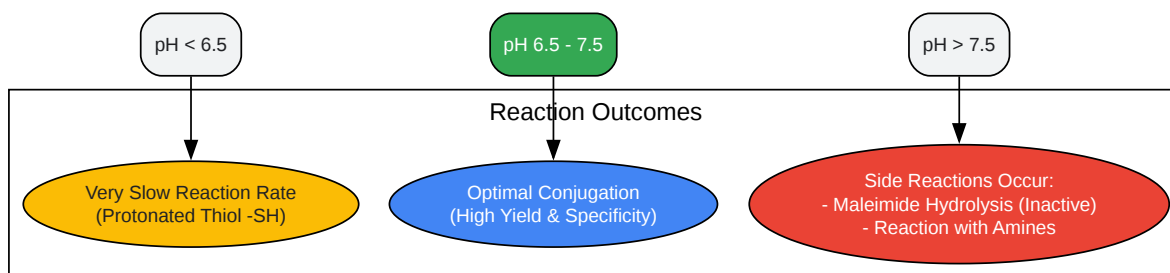 pH < 6.5
pH 6.5 - 7.5
pH > 7.5
Reaction Outcomes
Very Slow Reaction Rate
(Protonated Thiol -SH)
Optimal Conjugation
(High Yield & Specificity)
Side Reactions Occur:
- Maleimide Hydrolysis (Inactive)
- Reaction with Amines